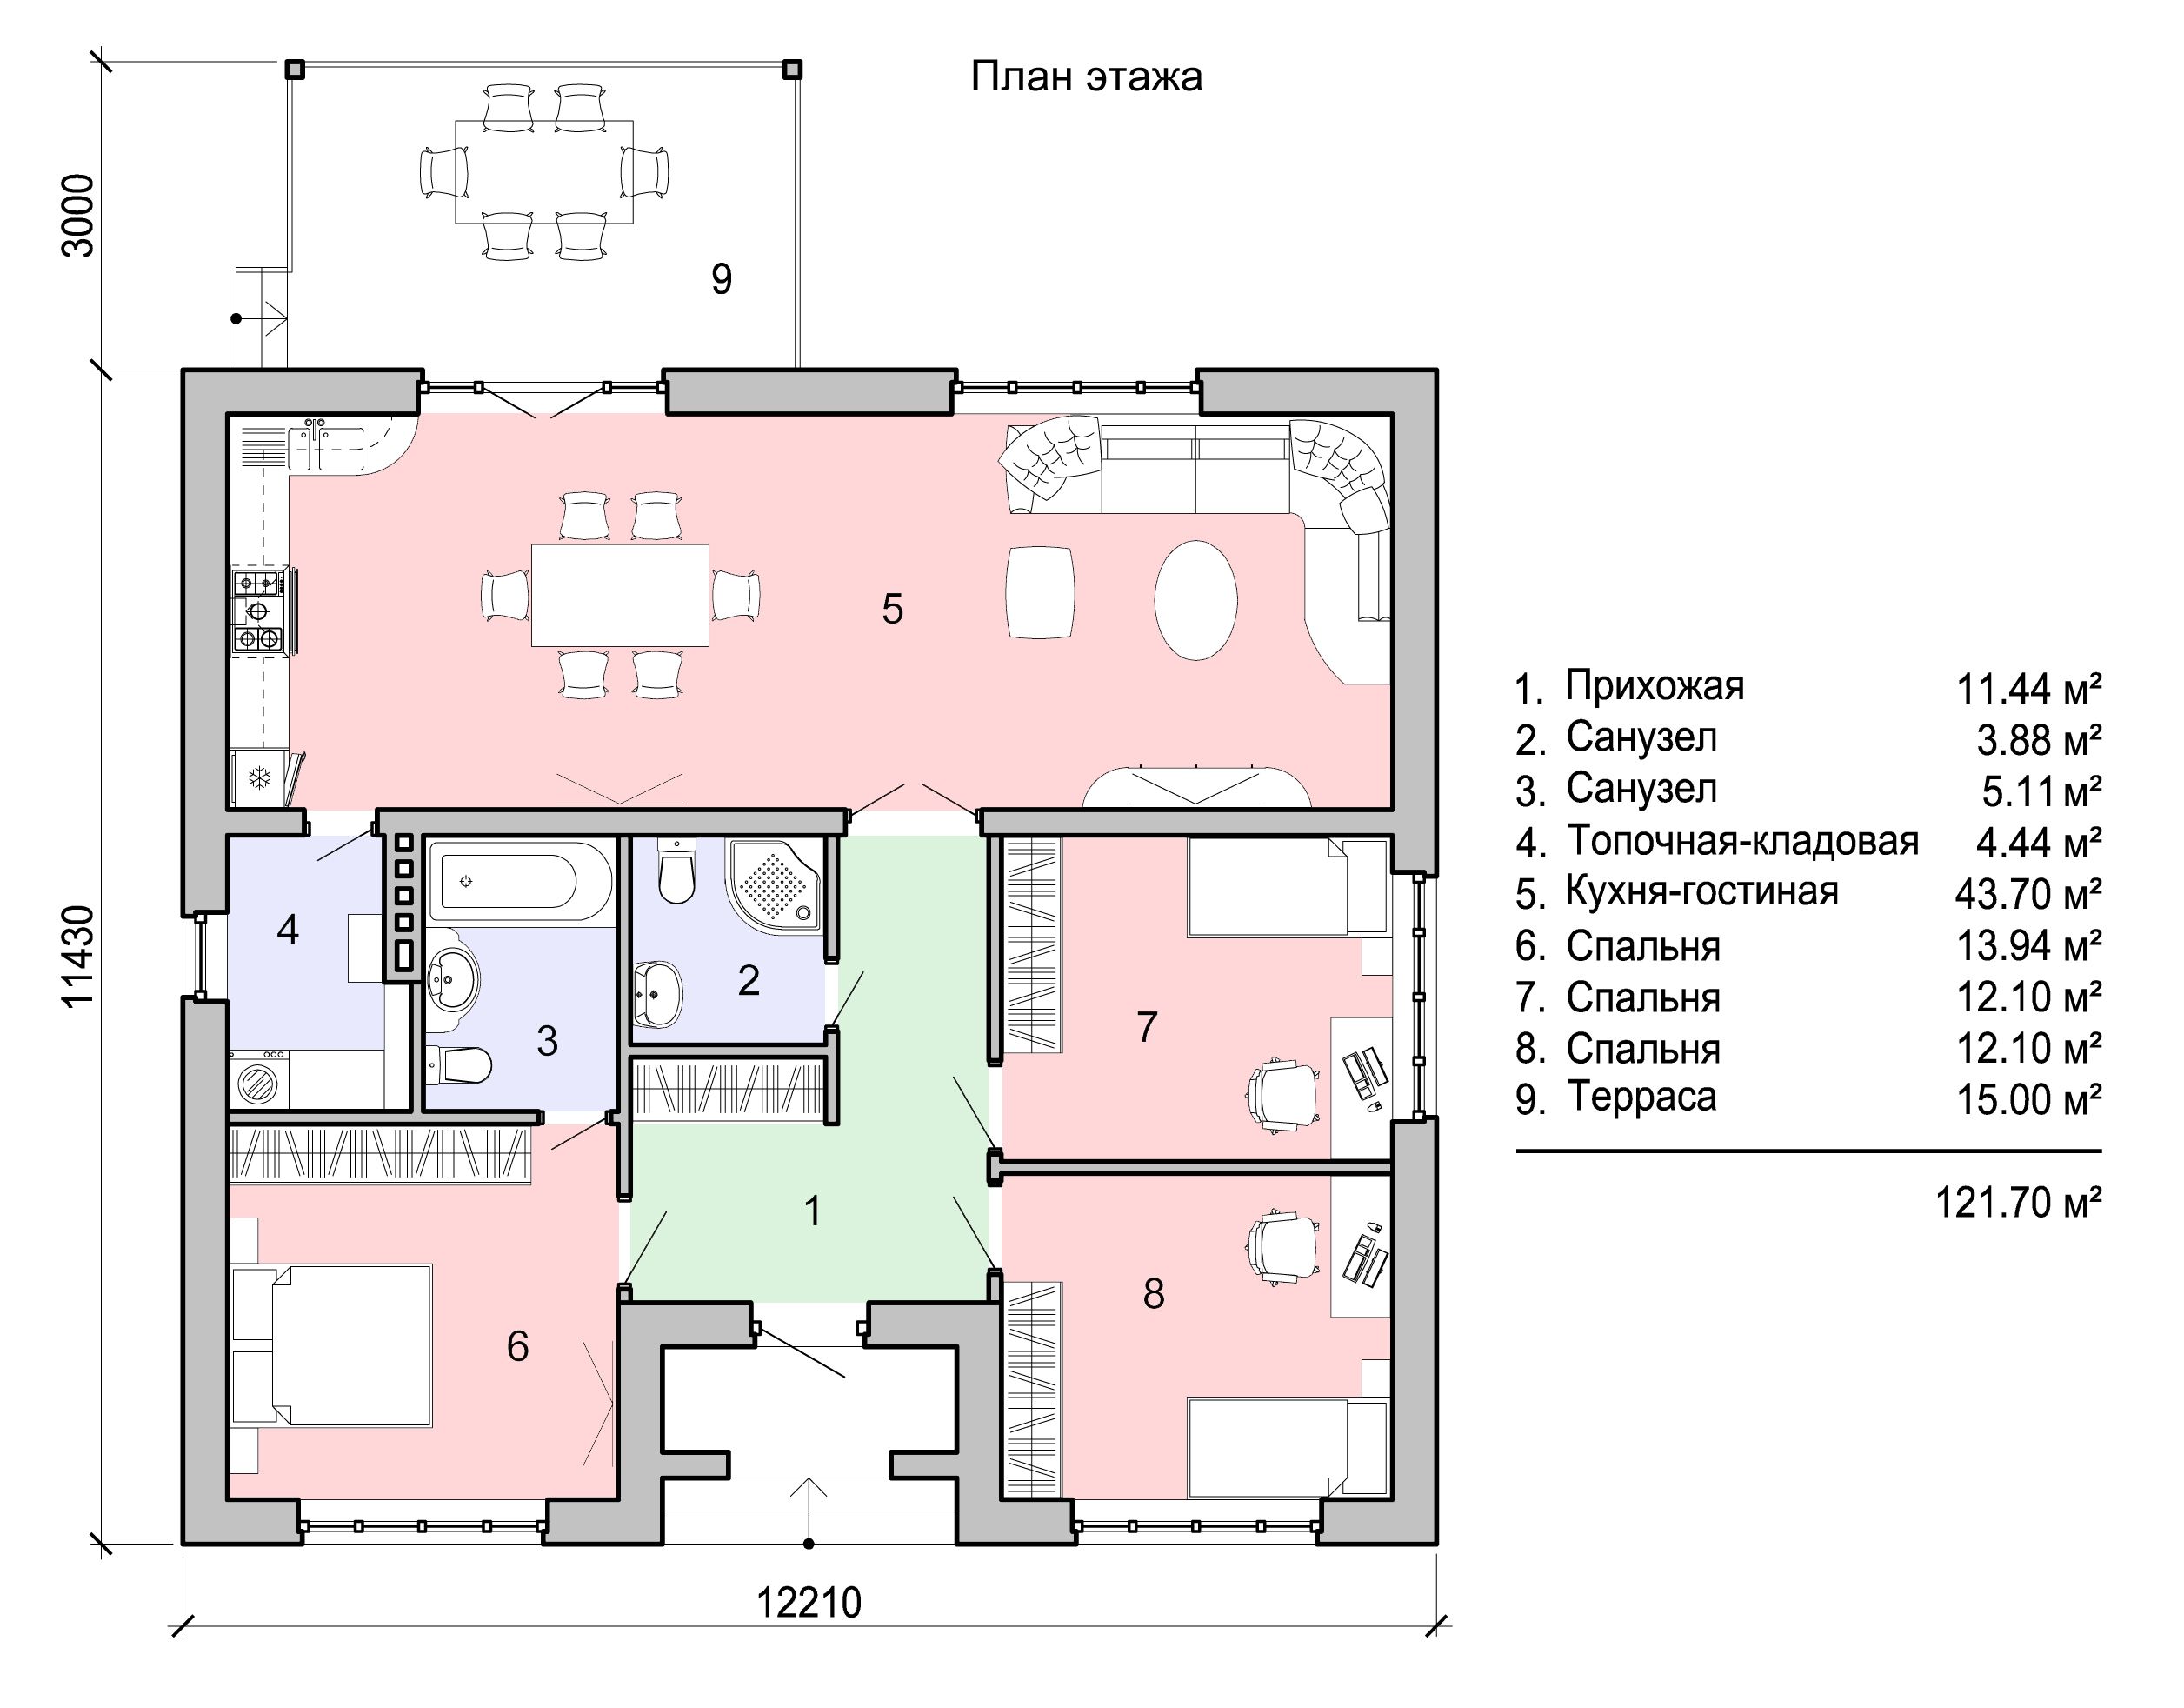 План этажа
3000
9
5
11430
4
2
3
7
1
8
6
12210
1. Прихожая 11.44 м²
2. Санузел 3.88 м²
3. Санузел 5.11 м²
4. Топочная-кладовая 4.44 м²
5. Кухня-гостиная 43.70 м²
6. Спальня 13.94 м²
7. Спальня 12.10 м²
8. Спальня 12.10 м²
9. Терраса 15.00 м²
121.70 м²